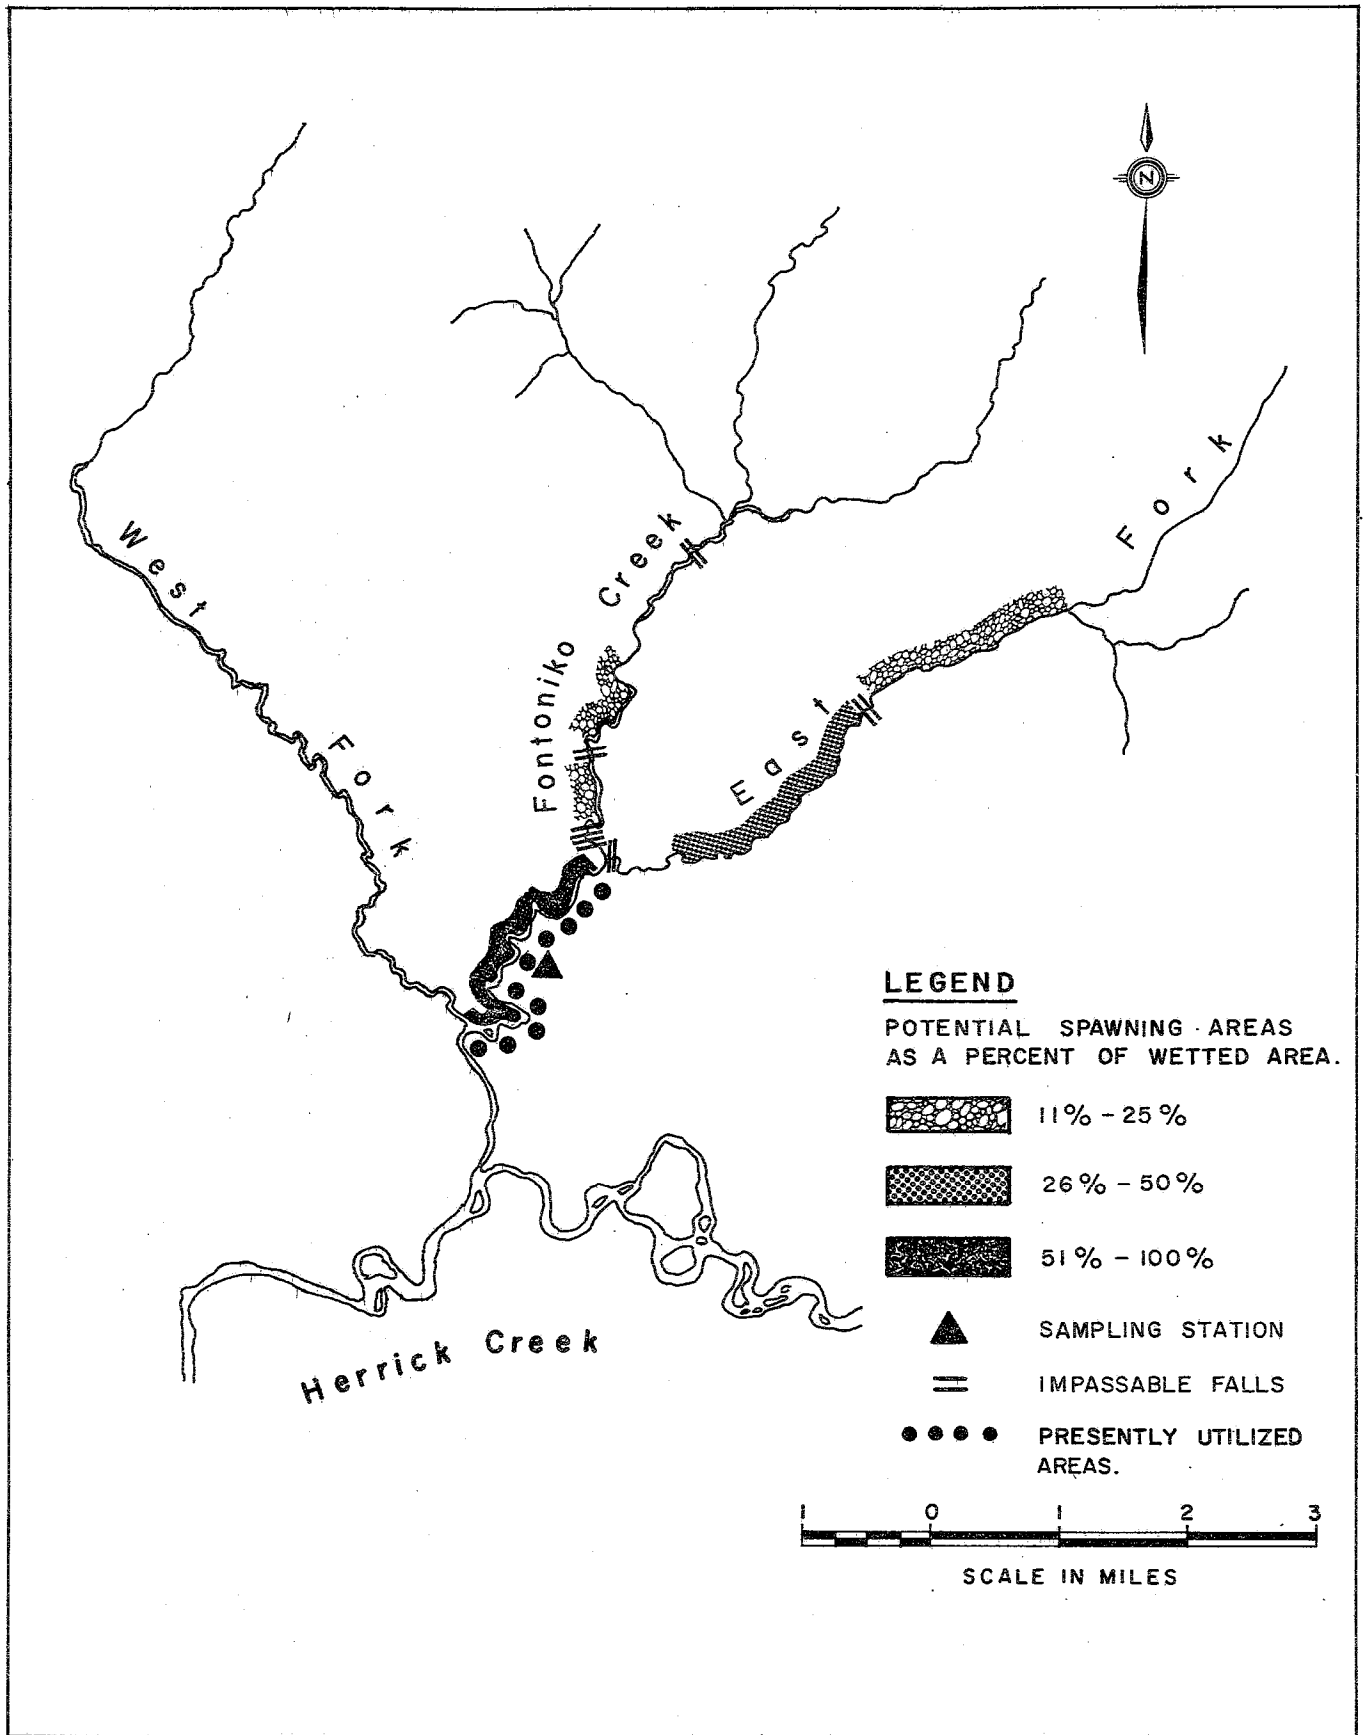 N
West Fork
Fontoniko Creek
East Fork
Herrick Creek
LEGEND
POTENTIAL SPAWNING AREAS
AS A PERCENT OF WETTED AREA.
11% - 25%
26% - 50%
51% - 100%
SAMPLING STATION
IMPASSABLE FALLS
PRESENTLY UTILIZED
AREAS.
1 0 1 2 3
SCALE IN MILES